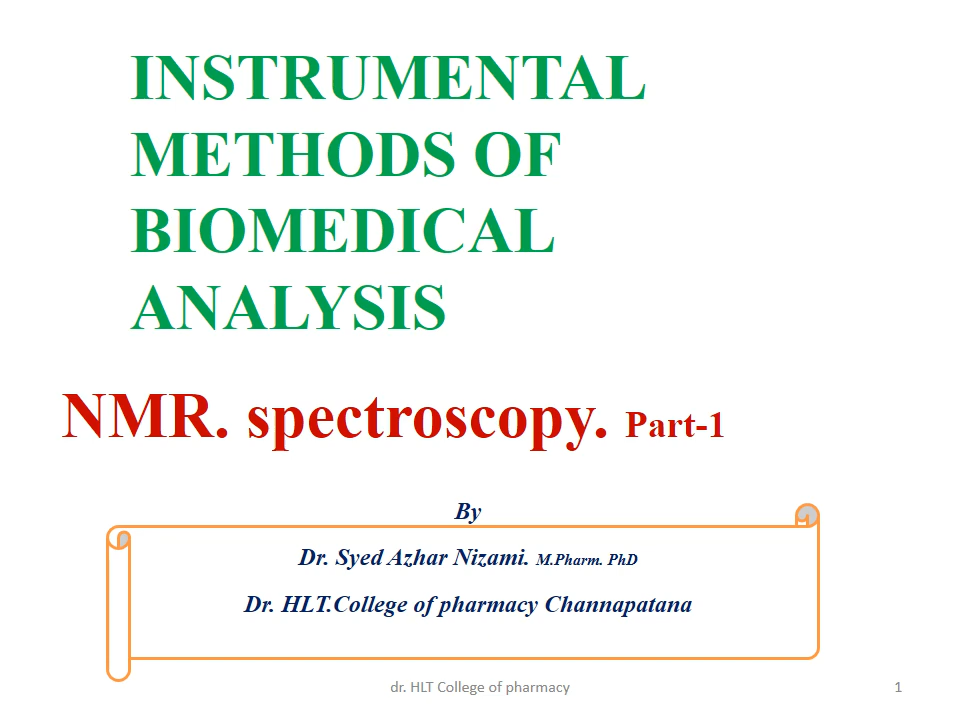 INSTRUMENTAL
METHODS OF
BIOMEDICAL
ANALYSIS
NMR. spectroscopy. Part-1
By
Dr. Syed Azhar Nizami. M.Pharm. PhD
Dr. HLT.College of pharmacy Channapatana
dr. HLT College of pharmacy
1